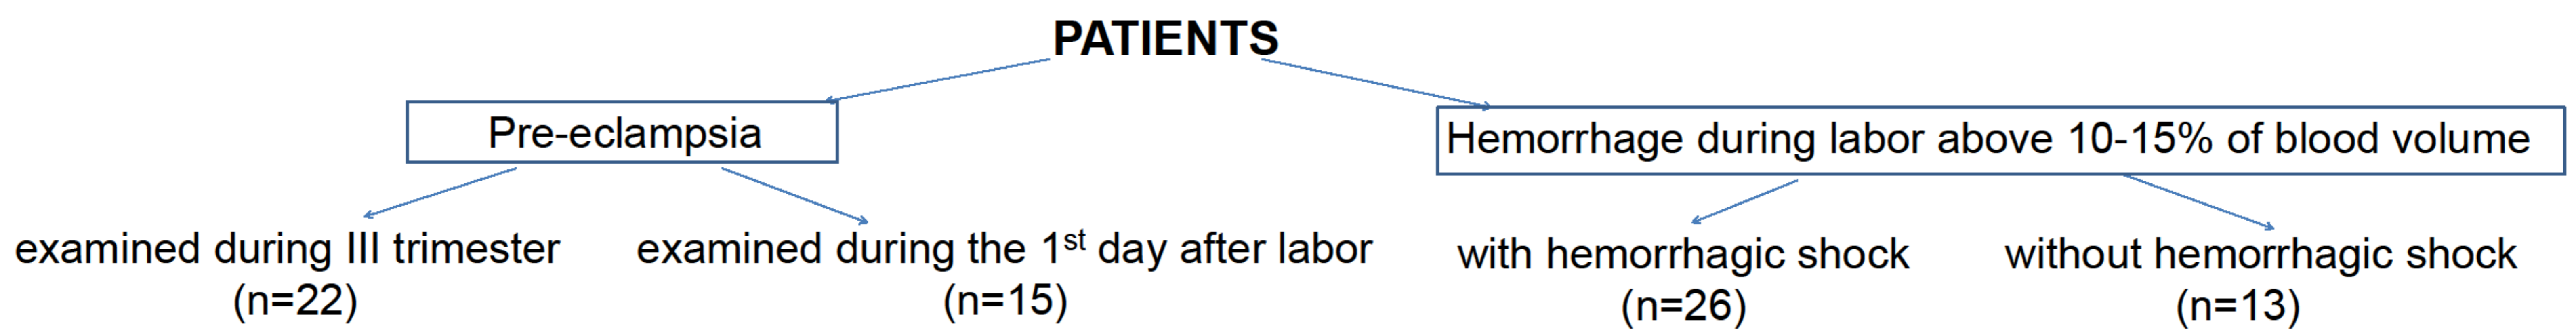 PATIENTS
Pre-eclampsia
Hemorrhage during labor above 10-15% of blood volume
examined during III trimester
(n=22)
examined during the 1st day after labor
(n=15)
with hemorrhagic shock
(n=26)
without hemorrhagic shock
(n=13)